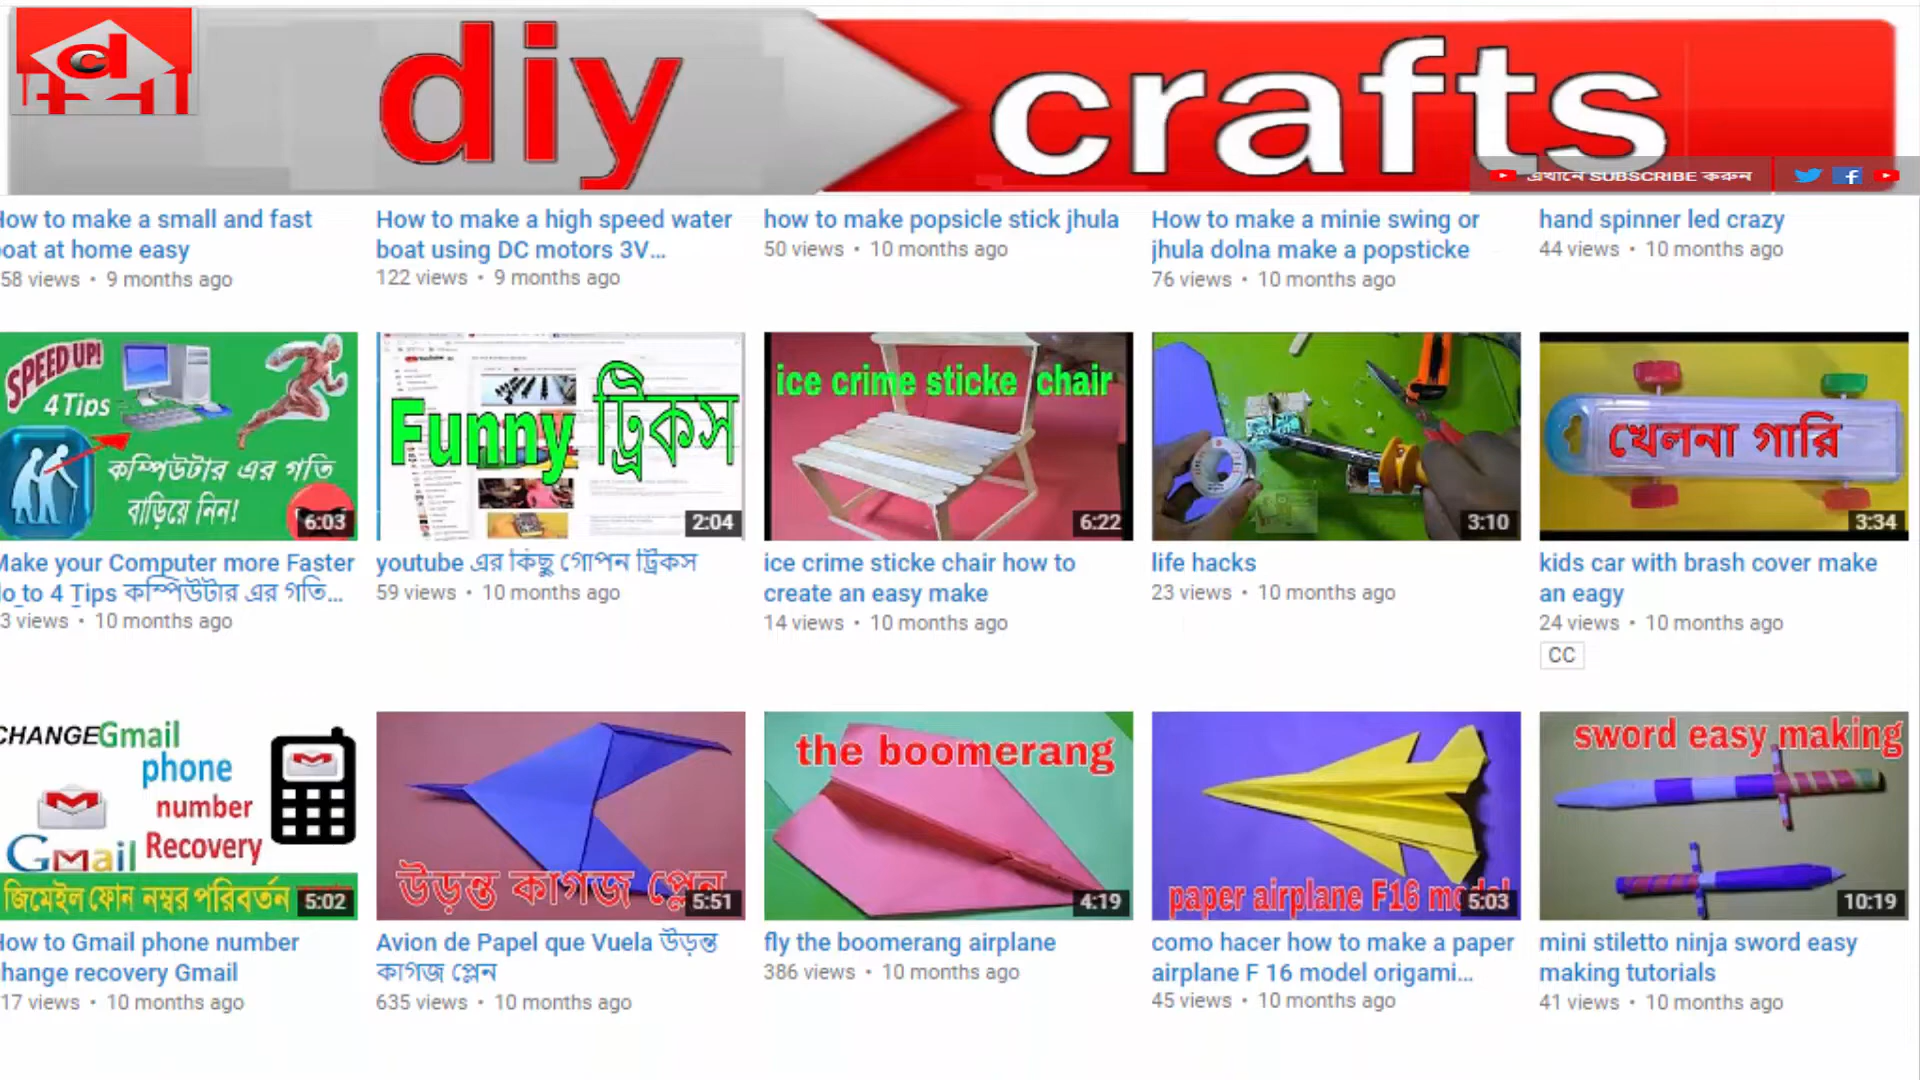 d
c
diy
crafts
এখানে SUBSCRIBE করুন
How to make a small and fast
boat at home easy
58 views • 9 months ago
How to make a high speed water
boat using DC motors 3V...
122 views • 9 months ago
how to make popsicle stick jhula
50 views • 10 months ago
How to make a minie swing or
jhula dolna make a popsticke
76 views • 10 months ago
hand spinner led crazy
44 views • 10 months ago
SPEED UP!
4 Tips
কম্পিউটার এর গতি
বাড়িয়ে নিন!
6:03
Funny ট্রিকস
2:04
ice crime sticke chair
6:22
3:10
খেলনা গারি
3:34
Make your Computer more Faster
do to 4 Tips কম্পিউটার এর গতি...
3 views • 10 months ago
youtube এর কিছু গোপন ট্রিকস
59 views • 10 months ago
ice crime sticke chair how to
create an easy make
14 views • 10 months ago
life hacks
23 views • 10 months ago
kids car with brash cover make
an eagy
24 views • 10 months ago
CC
CHANGE Gmail
phone
number
Gmail Recovery
জিমেইল ফোন নম্বর পরিবর্তন
5:02
উড়ন্ত কাগজ প্লেন
5:51
the boomerang
4:19
paper airplane F16 model
5:03
sword easy making
10:19
How to Gmail phone number
change recovery Gmail
17 views • 10 months ago
Avion de Papel que Vuela উড়ন্ত
কাগজ প্লেন
635 views • 10 months ago
fly the boomerang airplane
386 views • 10 months ago
como hacer how to make a paper
airplane F 16 model origami...
45 views • 10 months ago
mini stiletto ninja sword easy
making tutorials
41 views • 10 months ago